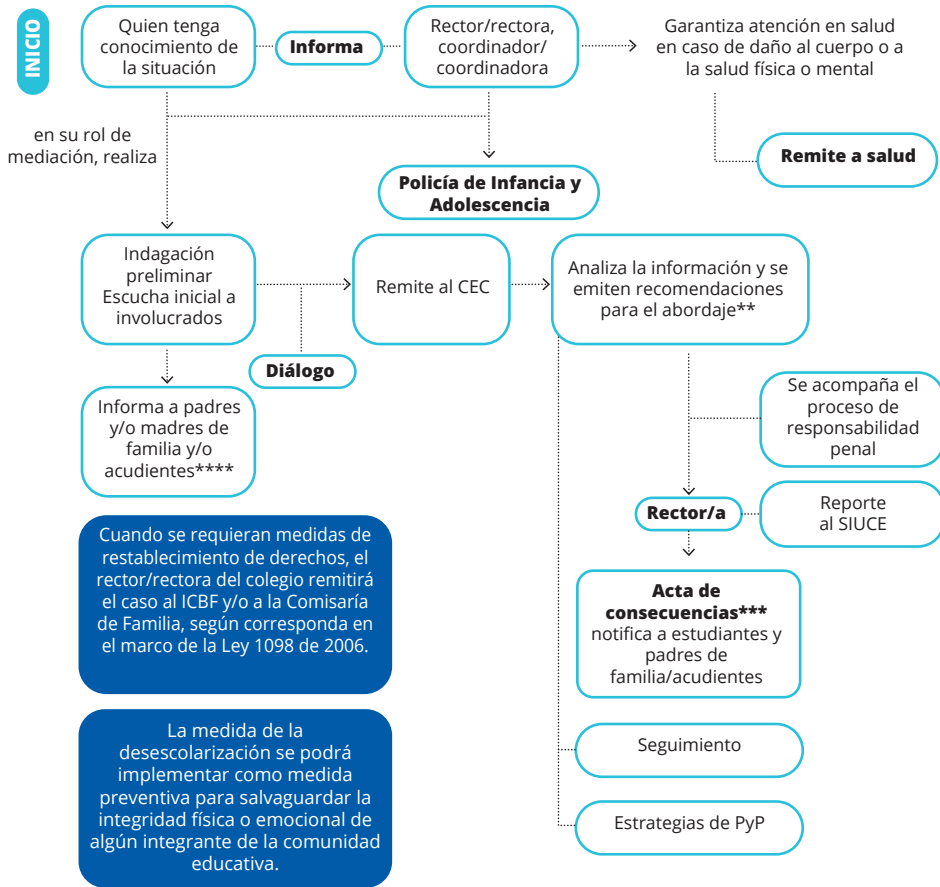 INICIO
Quien tenga
conocimiento de
la situación
Informa
Rector/rectora,
coordinador/
coordinadora
Garantiza atención en salud
en caso de daño al cuerpo o a
la salud física o mental
en su rol de
mediación, realiza
Remite a salud
Policía de Infancia y
Adolescencia
Indagación
preliminar
Escucha inicial a
involucrados
Remite al CEC
Analiza la información y se
emiten recomendaciones
para el abordaje**
Diálogo
Informa a padres
y/o madres de
familia y/o
acudientes****
Se acompaña el
proceso de
responsabilidad
penal
Rector/a
Reporte
al SIUCE
Cuando se requieran medidas de
restablecimiento de derechos, el
rector/rectora del colegio remitirá
el caso al ICBF y/o a la Comisaría
de Familia, según corresponda en
el marco de la Ley 1098 de 2006.
Acta de
consecuencias***
notifica a estudiantes y
padres de
familia/acudientes
La medida de la
desescolarización se podrá
implementar como medida
preventiva para salvaguardar la
integridad física o emocional de
algún integrante de la comunidad
educativa.
Seguimiento
Estrategias de PyP